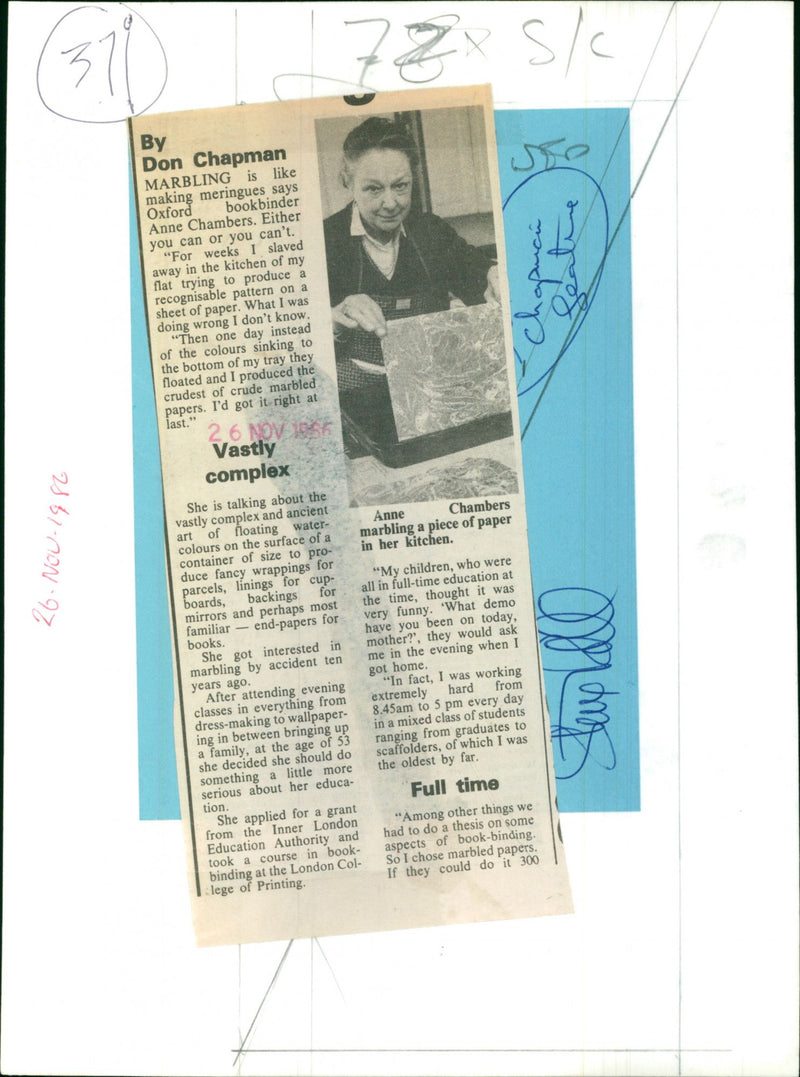 37
72 x S/C
By
Don Chapman
MARBLING is like
making meringues says
Oxford bookbinder
Anne Chambers. Either
you can or you can't.
"For weeks I slaved
away in the kitchen of my
flat trying to produce a
recognisable pattern on a
sheet of paper. What I was
doing wrong I don't know.
"Then one day instead
of the colours sinking to
the bottom of my tray they
floated and I produced the
crudest of crude marbled
papers. I'd got it right at
last."
26 NOV 1986
Vastly
complex
She is talking about the
vastly complex and ancient
art of floating water-
colours on the surface of a
container of size to pro-
duce fancy wrappings for
parcels, linings for cup-
boards, backings for
mirrors and perhaps most
familiar — end-papers for
books.
She got interested in
marbling by accident ten
years ago.
After attending evening
classes in everything from
dress-making to wallpaper-
ing in between bringing up
a family, at the age of 53
she decided she should do
something a little more
serious about her educa-
tion.
She applied for a grant
from the Inner London
Education Authority and
took a course in book-
binding at the London Col-
lege of Printing.
Anne Chambers
marbling a piece of paper
in her kitchen.
"My children, who were
all in full-time education at
the time, thought it was
very funny. 'What demo
have you been on today,
mother?', they would ask
me in the evening when I
got home.
"In fact, I was working
extremely hard from
8.45am to 5 pm every day
in a mixed class of students
ranging from graduates to
scaffolders, of which I was
the oldest by far.
Full time
"Among other things we
had to do a thesis on some
aspects of book-binding.
So I chose marbled papers.
If they could do it 300
Chapman
feature
26-NOV-1986